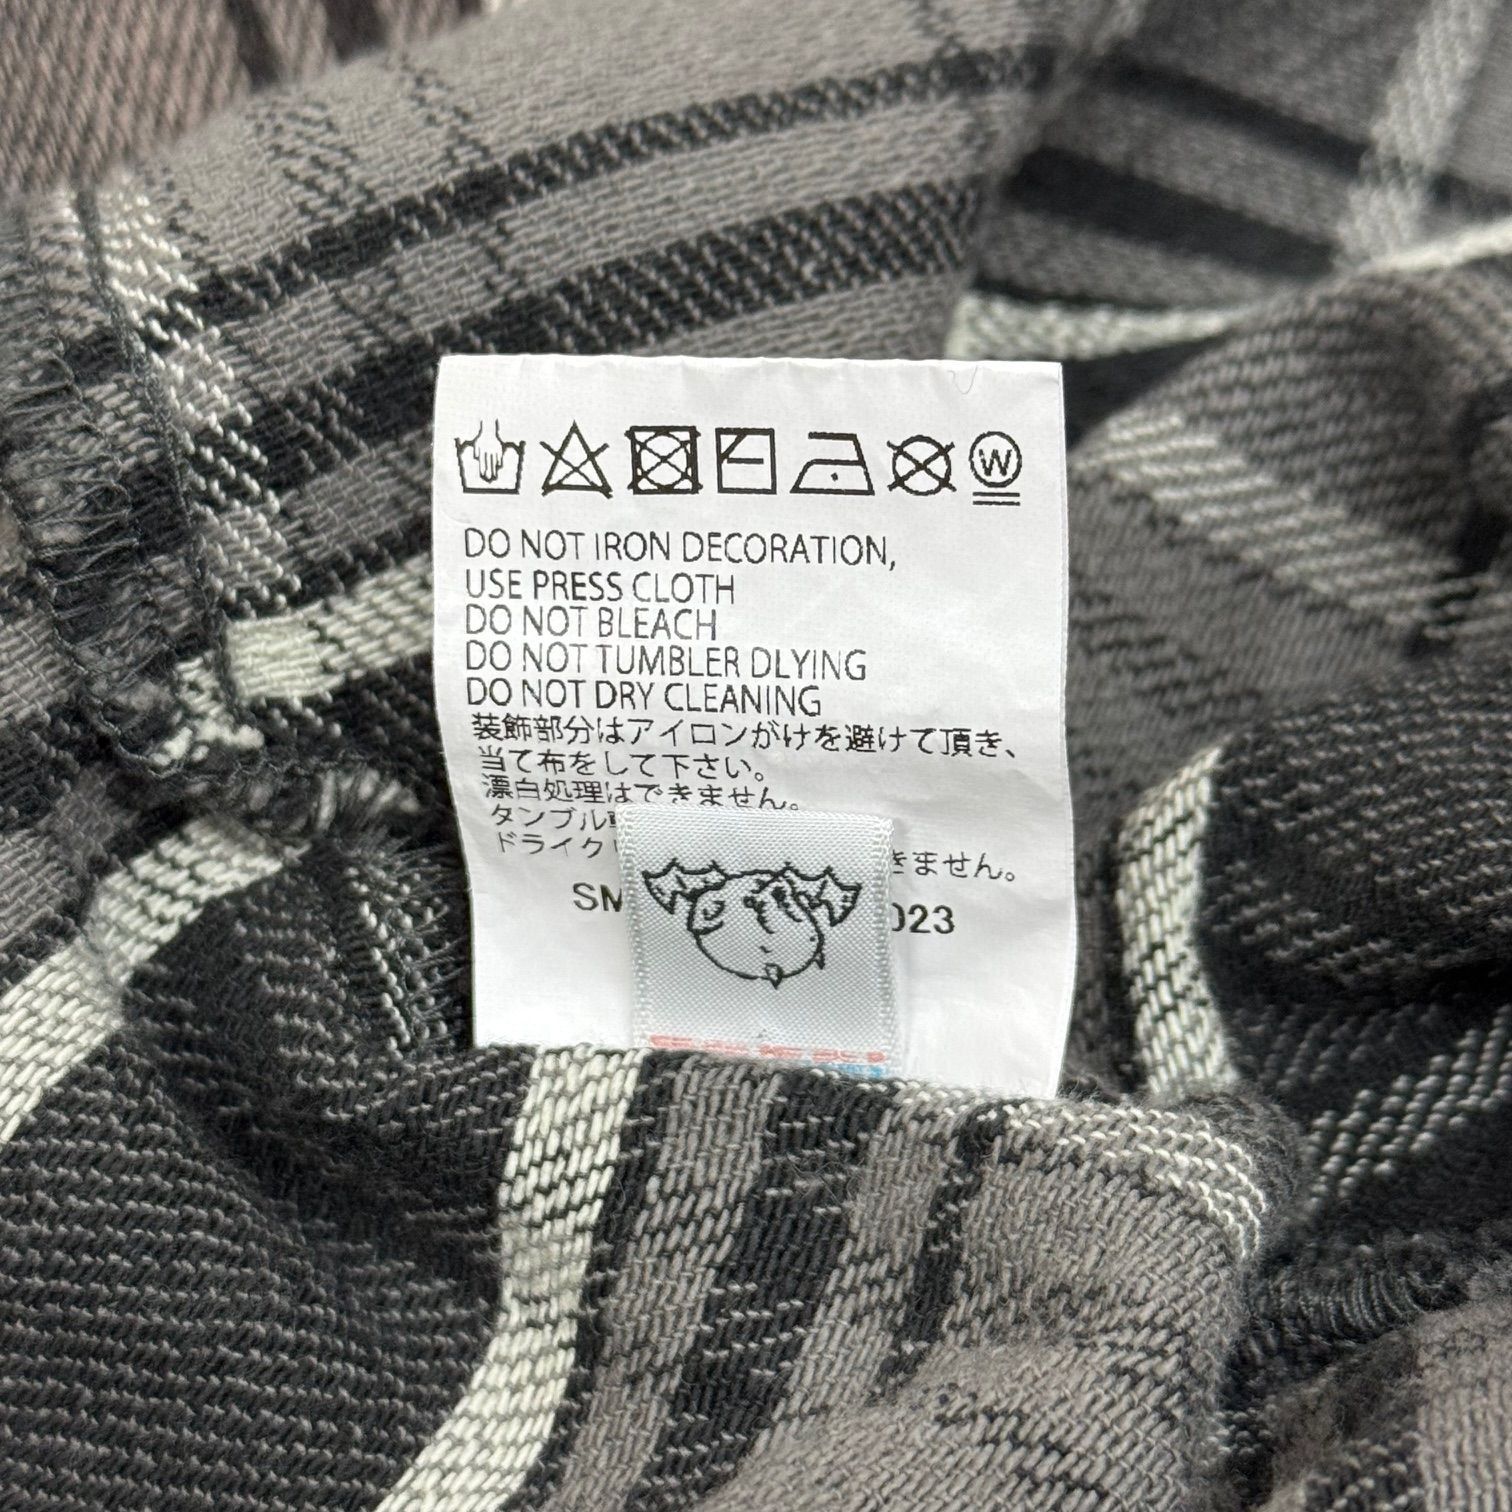 W
DO NOT IRON DECORATION,
USE PRESS CLOTH
DO NOT BLEACH
DO NOT TUMBLER DLYING
DO NOT DRY CLEANING
装飾部分はアイロンがけを避けて頂き、
当て布をして下さい。
漂白処理はできません。
タンブル
ドライク きません。
SM 023